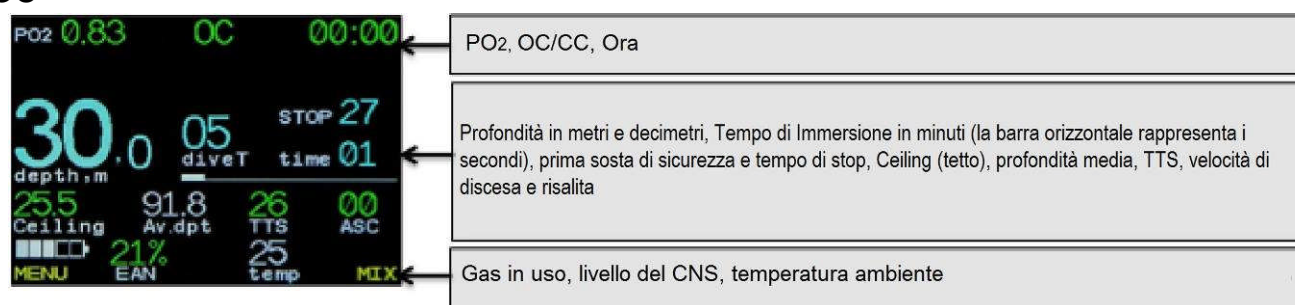 PO2 0.83 OC 00:00
PO2, OC/CC, Ora
30.0 05 STOP 27
depth,m diveT time 01
Profondità in metri e decimetri, Tempo di Immersione in minuti (la barra orizzontale rappresenta i
secondi), prima sosta di sicurezza e tempo di stop, Ceiling (tetto), profondità media, TTS, velocità di
discesa e risalita
25.5 91.8 26 00
Ceiling Av.dpt TTS ASC
21% 25
MENU EAN temp MIX
Gas in uso, livello del CNS, temperatura ambiente